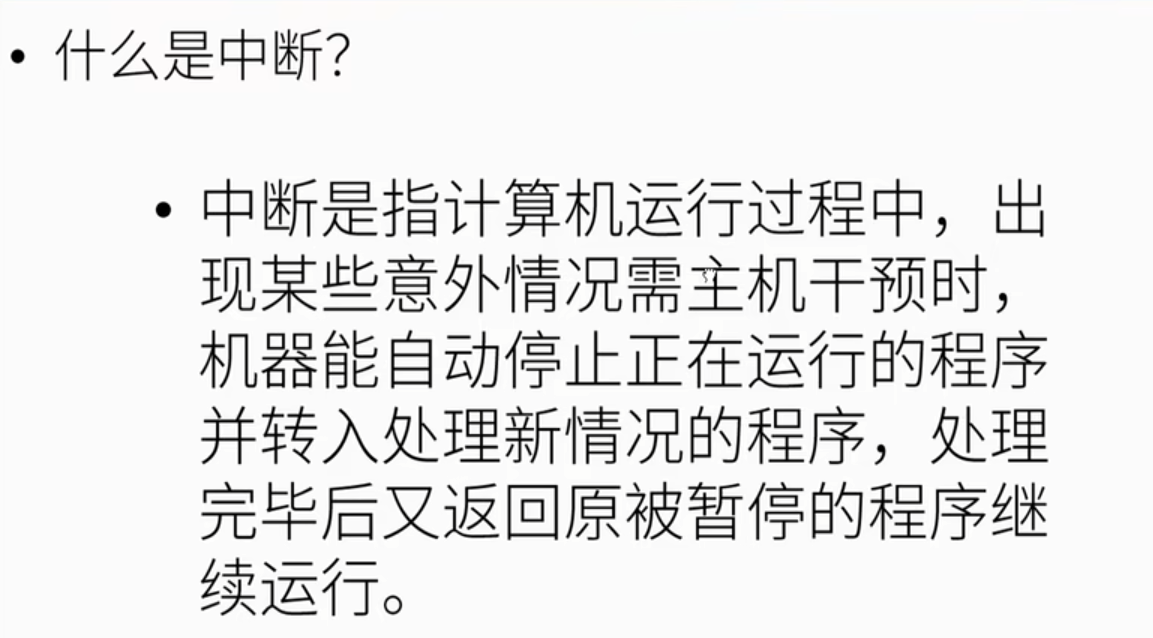 • 什么是中断？
• 中断是指计算机运行过程中，出
现某些意外情况需主机干预时，
机器能自动停止正在运行的程序
并转入处理新情况的程序，处理
完毕后又返回原被暂停的程序继
续运行。